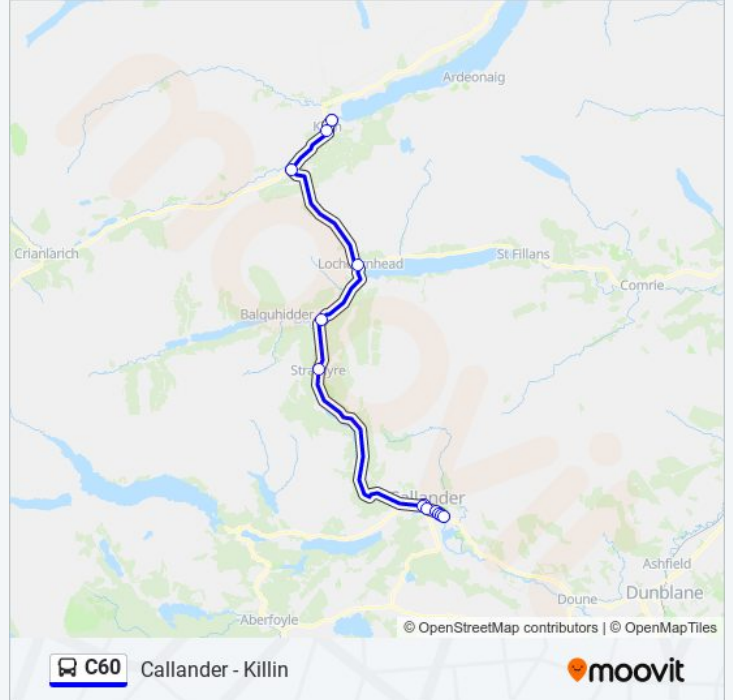 Ardeonaig
Killin
Crianlarich
Lochearnhead
St Fillans
Comrie
Balquhidder
Strathyre
Callander
Ashfield
Doune
Dunblane
Aberfoyle
© OpenStreetMap contributors | © OpenMapTiles
C60 Callander - Killin
moovit